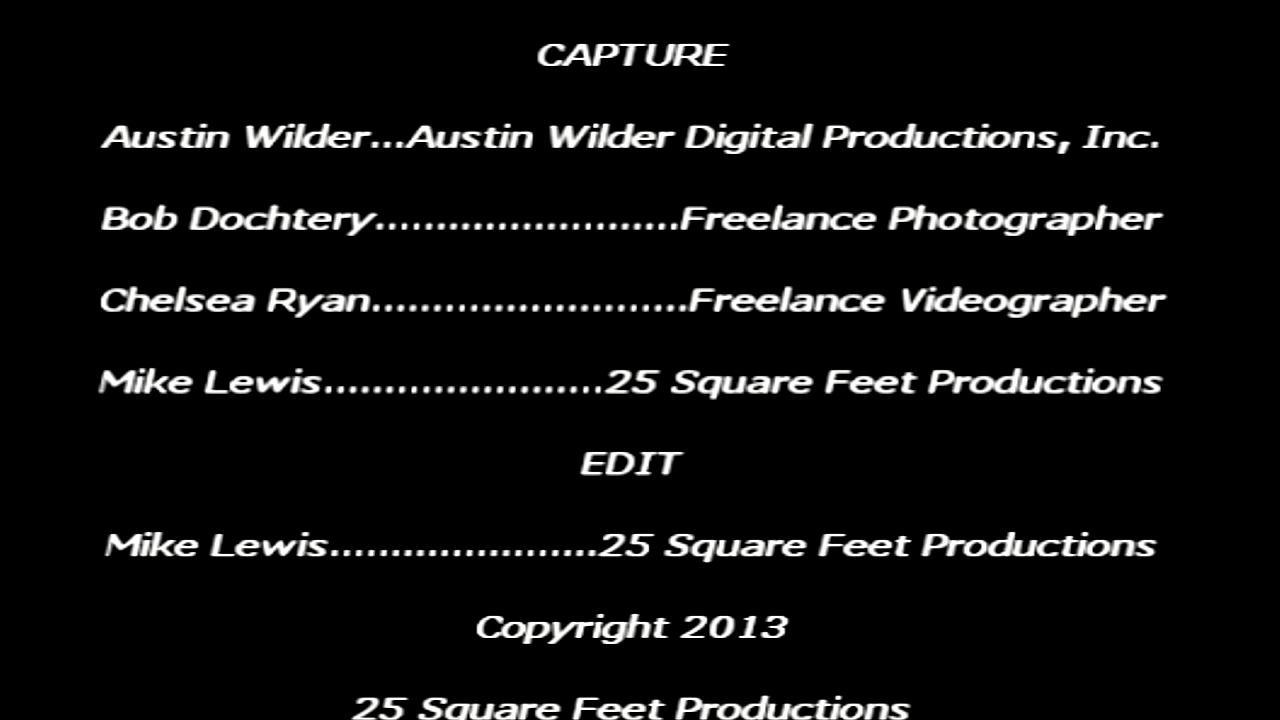 CAPTURE
Austin Wilder...Austin Wilder Digital Productions, Inc.
Bob Dochtery.........................Freelance Photographer
Chelsea Ryan..........................Freelance Videographer
Mike Lewis.......................25 Square Feet Productions
EDIT
Mike Lewis......................25 Square Feet Productions
Copyright 2013
25 Square Feet Productions